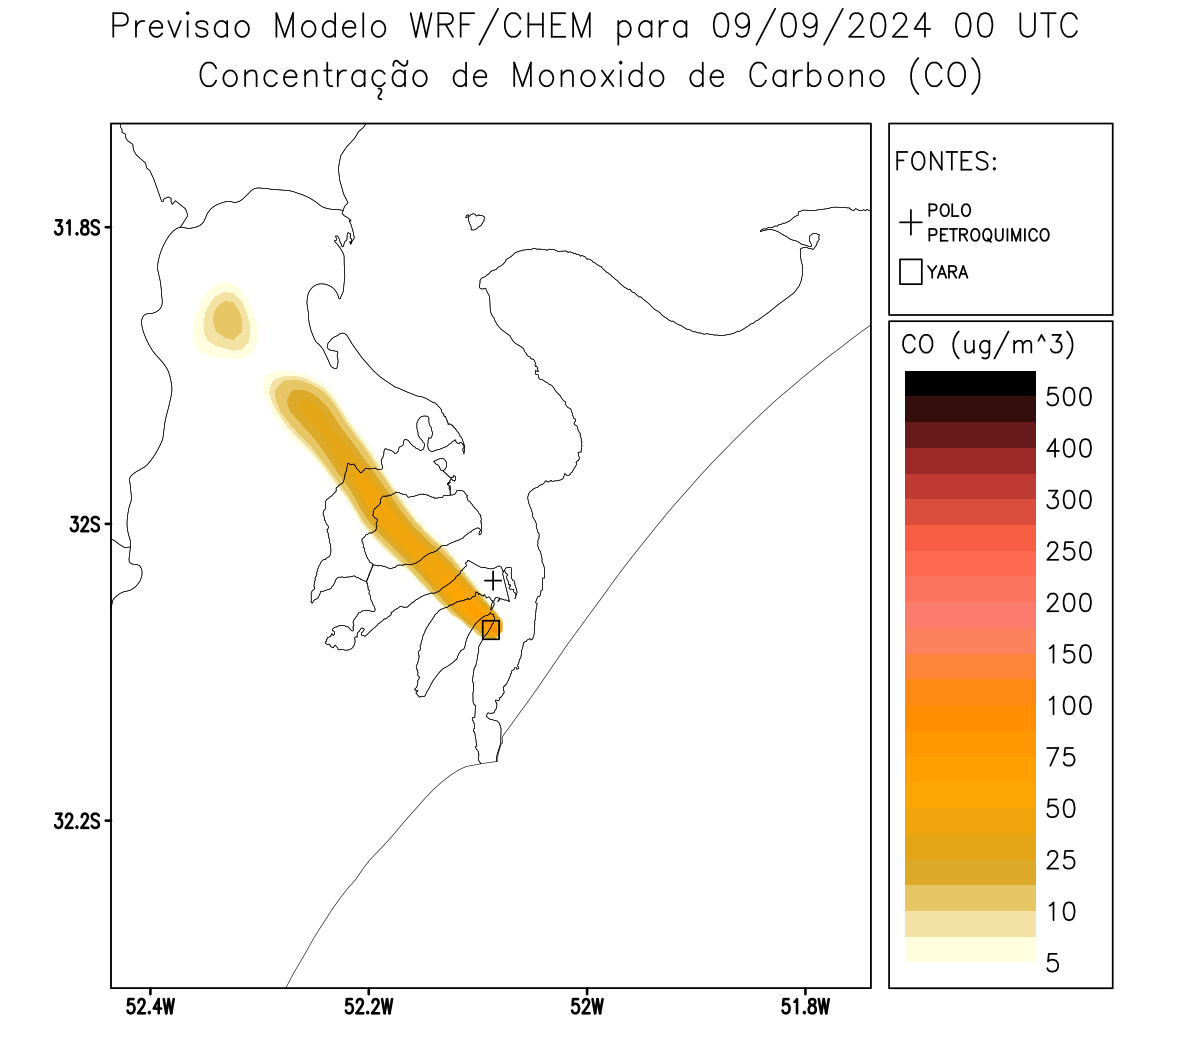 Previsao Modelo WRF/CHEM para 09/09/2024 00 UTC
Concentração de Monoxido de Carbono (CO)
FONTES:
POLO
PETROQUIMICO
YARA
31.8S
32S
32.2S
52.4W
52.2W
52W
51.8W
CO (ug/m^3)
500
400
300
250
200
150
100
75
50
25
10
5